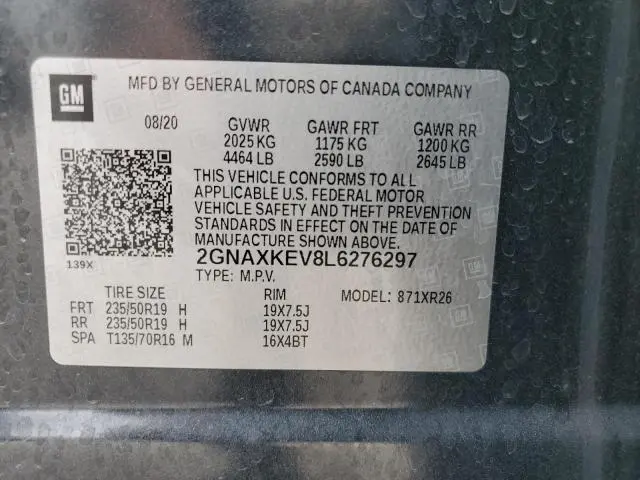 GM
MFD BY GENERAL MOTORS OF CANADA COMPANY
08/20 GVWR GAWR FRT GAWR RR
2025 KG 1175 KG 1200 KG
4464 LB 2590 LB 2645 LB
THIS VEHICLE CONFORMS TO ALL
APPLICABLE U.S. FEDERAL MOTOR
VEHICLE SAFETY AND THEFT PREVENTION
STANDARDS IN EFFECT ON THE DATE OF
MANUFACTURE SHOWN ABOVE.
139X
2GNAXKEV8L6276297
TYPE: M.P.V.
TIRE SIZE MODEL: 871XR26
FRT 235/50R19 H 19X7.5J
RR 235/50R19 H 19X7.5J
SPA T135/70R16 M 16X4BT